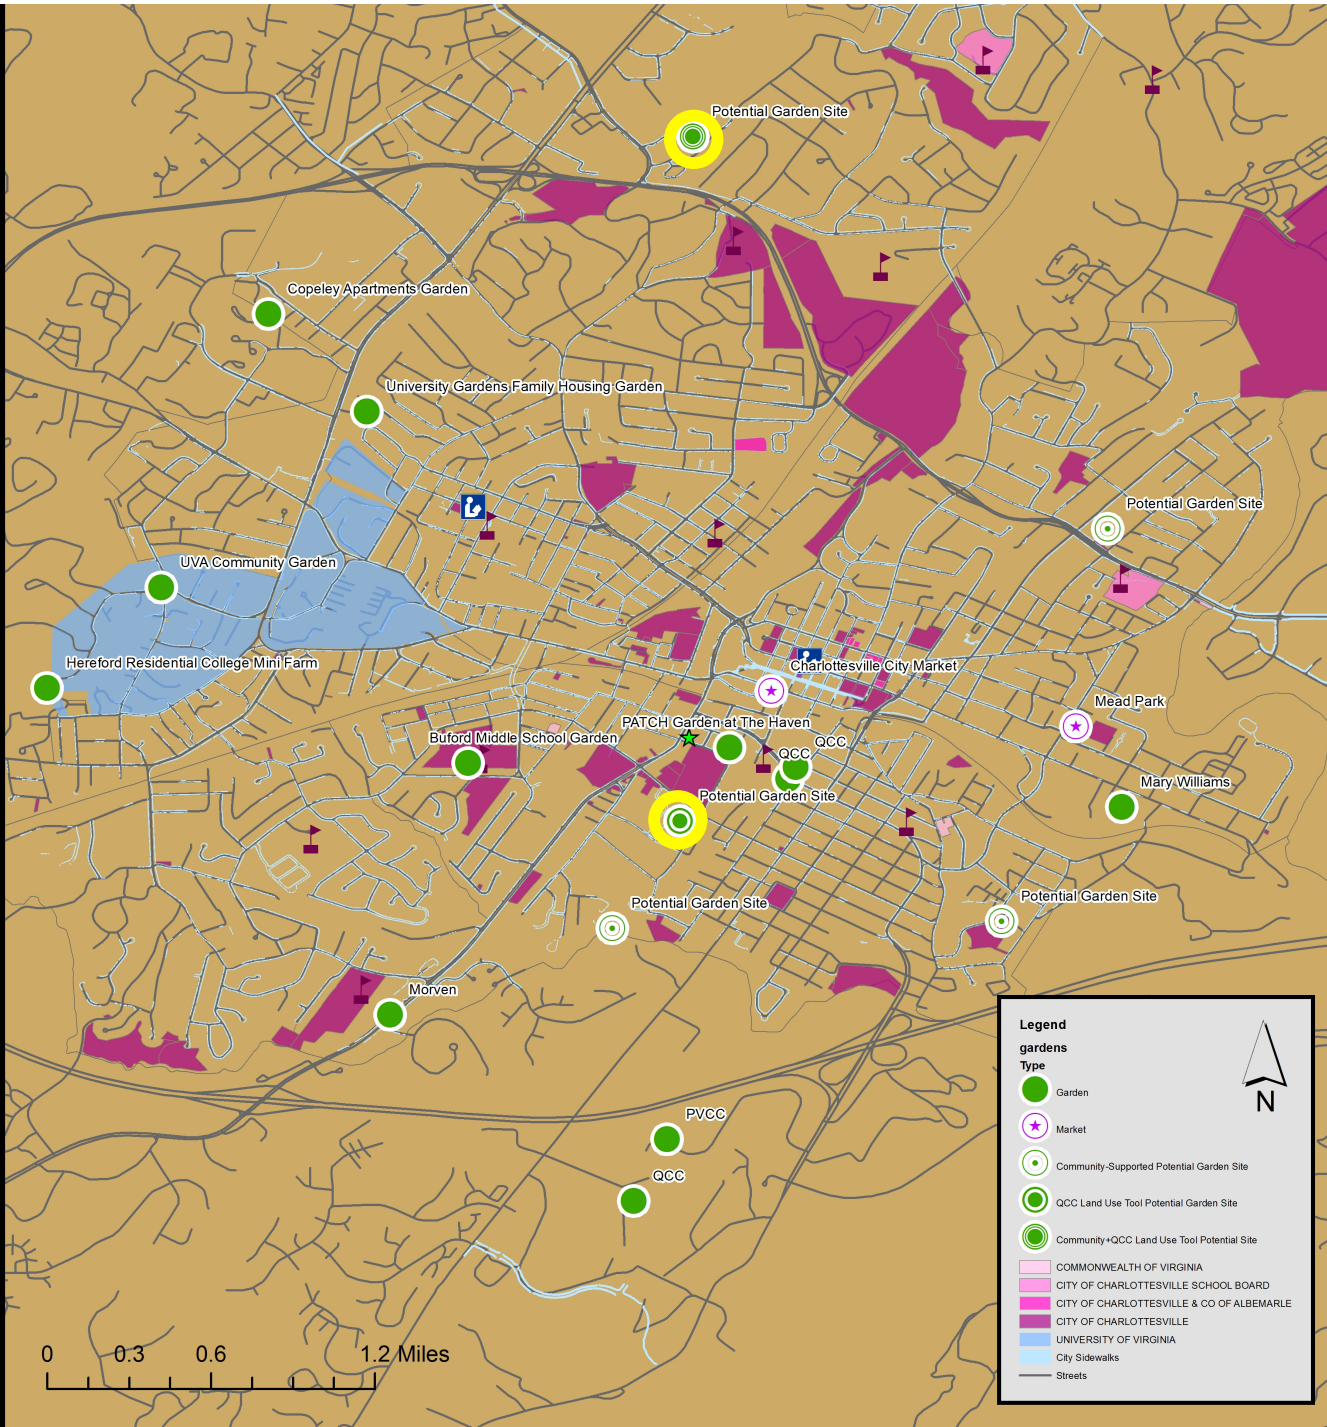 Potential Garden Site
Copeley Apartments Garden
University Gardens Family Housing Garden
Potential Garden Site
UVA Community Garden
Hereford Residential College Mini Farm
Charlottesville City Market
Mead Park
PATCH Garden at The Haven
Buford Middle School Garden
QCC
QCC
Mary Williams
Potential Garden Site
Potential Garden Site
Potential Garden Site
Morven
PVCC
QCC
Legend
gardens
Type
Garden
Market
Community-Supported Potential Garden Site
QCC Land Use Tool Potential Garden Site
Community+QCC Land Use Tool Potential Site
COMMONWEALTH OF VIRGINIA
CITY OF CHARLOTTESVILLE SCHOOL BOARD
CITY OF CHARLOTTESVILLE & CO OF ALBEMARLE
CITY OF CHARLOTTESVILLE
UNIVERSITY OF VIRGINIA
City Sidewalks
Streets
N
0 0.3 0.6 1.2 Miles